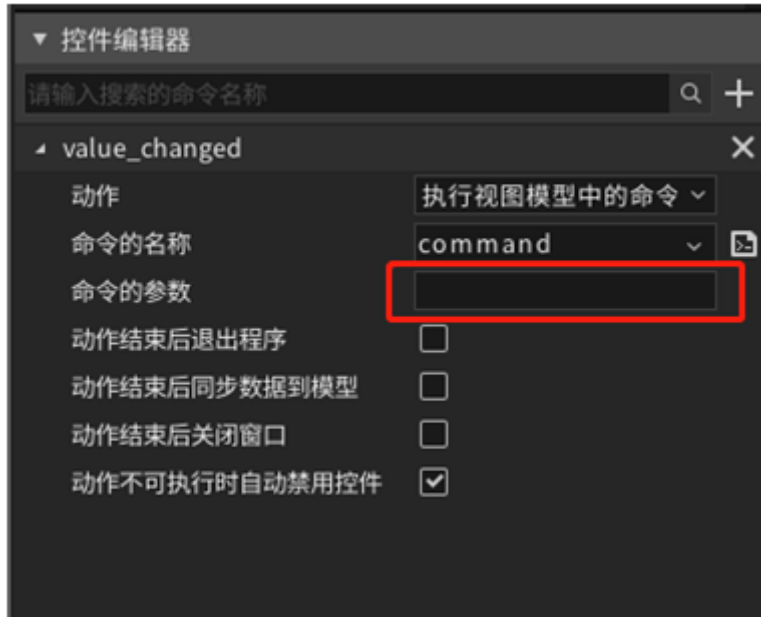 控件编辑器
请输入搜索的命令名称
value_changed
动作 执行视图模型中的命令
命令的名称 command
命令的参数
动作结束后退出程序
动作结束后同步数据到模型
动作结束后关闭窗口
动作不可执行时自动禁用控件